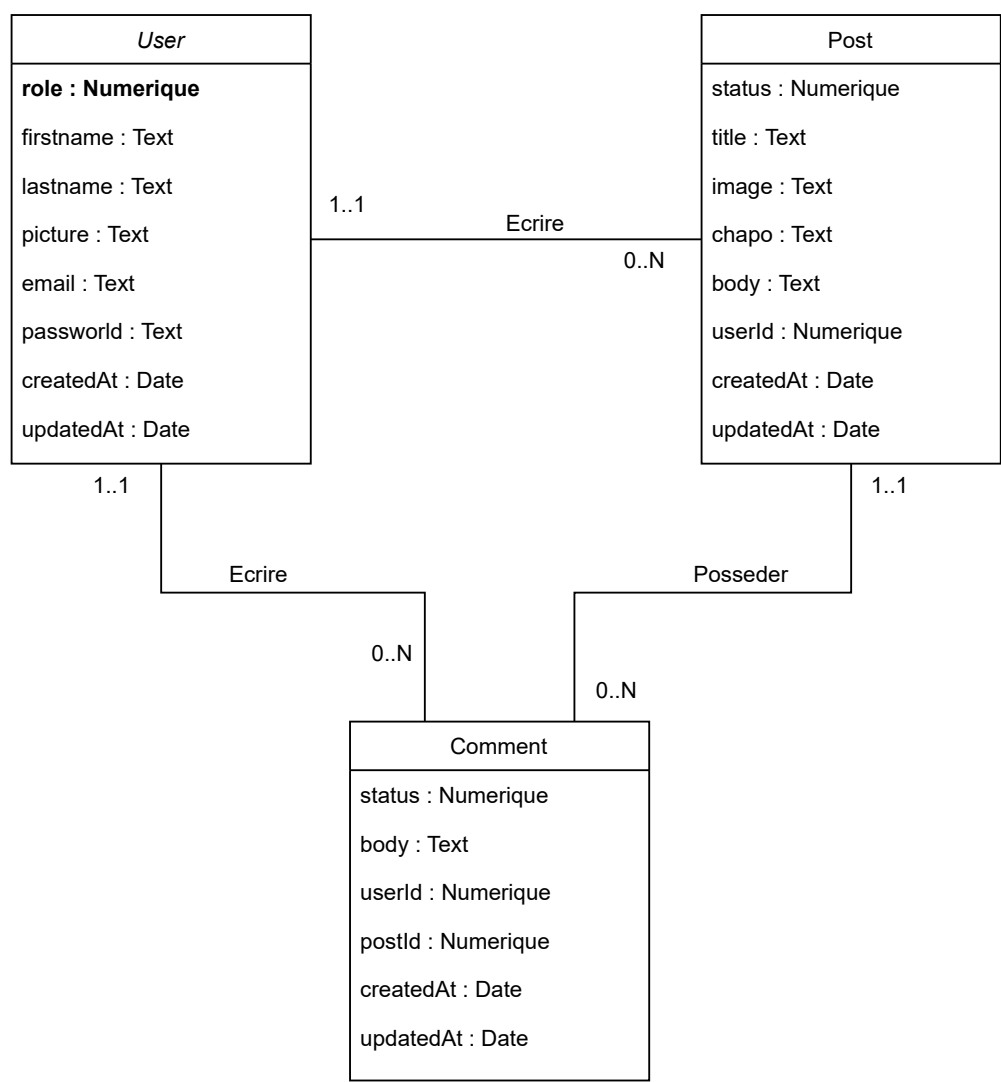 User
role : Numerique
firstname : Text
lastname : Text
picture : Text
email : Text
passworld : Text
createdAt : Date
updatedAt : Date
1..1
Ecrire
0..N
Post
status : Numerique
title : Text
image : Text
chapo : Text
body : Text
userId : Numerique
createdAt : Date
updatedAt : Date
1..1
1..1
Ecrire
Posseder
0..N
0..N
Comment
status : Numerique
body : Text
userId : Numerique
postId : Numerique
createdAt : Date
updatedAt : Date